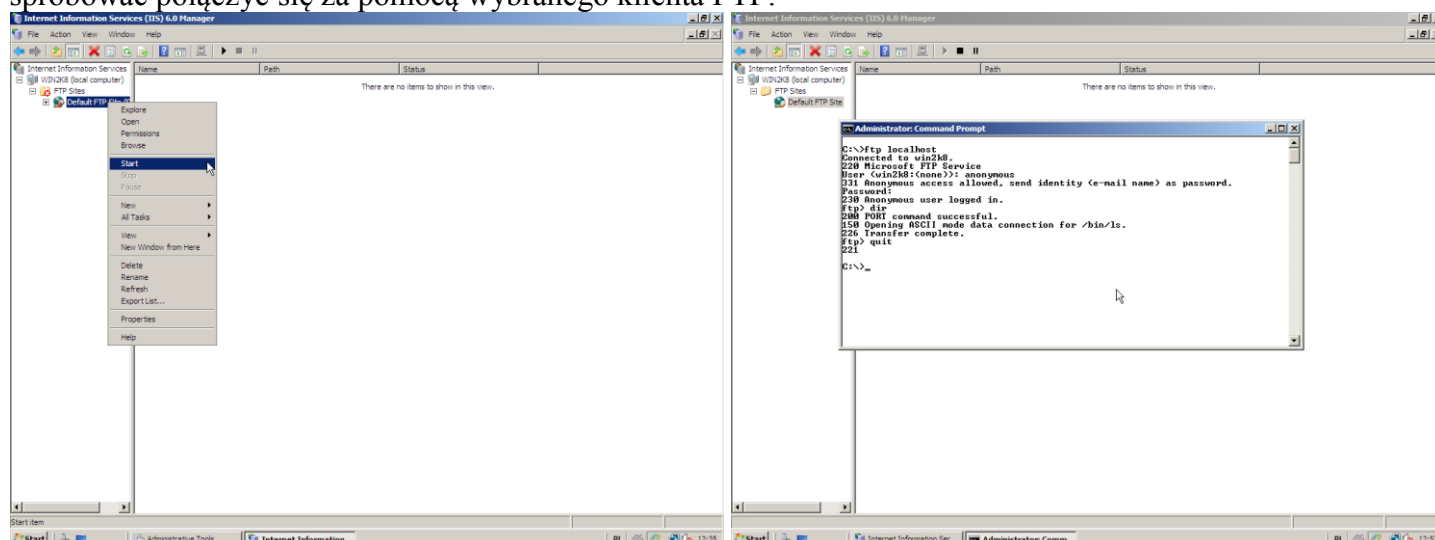 spróbować połączyć się za pomocą wybranego klienta FTP.
Internet Information Services (IIS) 6.0 Manager
File Action View Window Help
Internet Information Services
WIN2K8 (local computer)
FTP Sites
Default FTP Site
Name Path Status
There are no items to show in this view.
Explore
Open
Permissions
Browse
Start
Stop
Pause
New
All Tasks
View
New Window from Here
Delete
Rename
Refresh
Export List...
Properties
Help
Start item
Start Administrative Tools Internet Information ... PL 12:35
Internet Information Services (IIS) 6.0 Manager
File Action View Window Help
Internet Information Services
WIN2K8 (local computer)
FTP Sites
Default FTP Site
Name Path Status
There are no items to show in this view.
Administrator: Command Prompt
C:\>ftp localhost
Connected to win2k8.
220 Microsoft FTP Service
User (win2k8:(none)): anonymous
331 Anonymous access allowed, send identity (e-mail name) as password.
Password:
230 Anonymous user logged in.
ftp> dir
200 PORT command successful.
150 Opening ASCII mode data connection for /bin/ls.
226 Transfer complete.
ftp> quit
221
C:\>_
Start Internet Information Ser... Administrator: Comm... PL